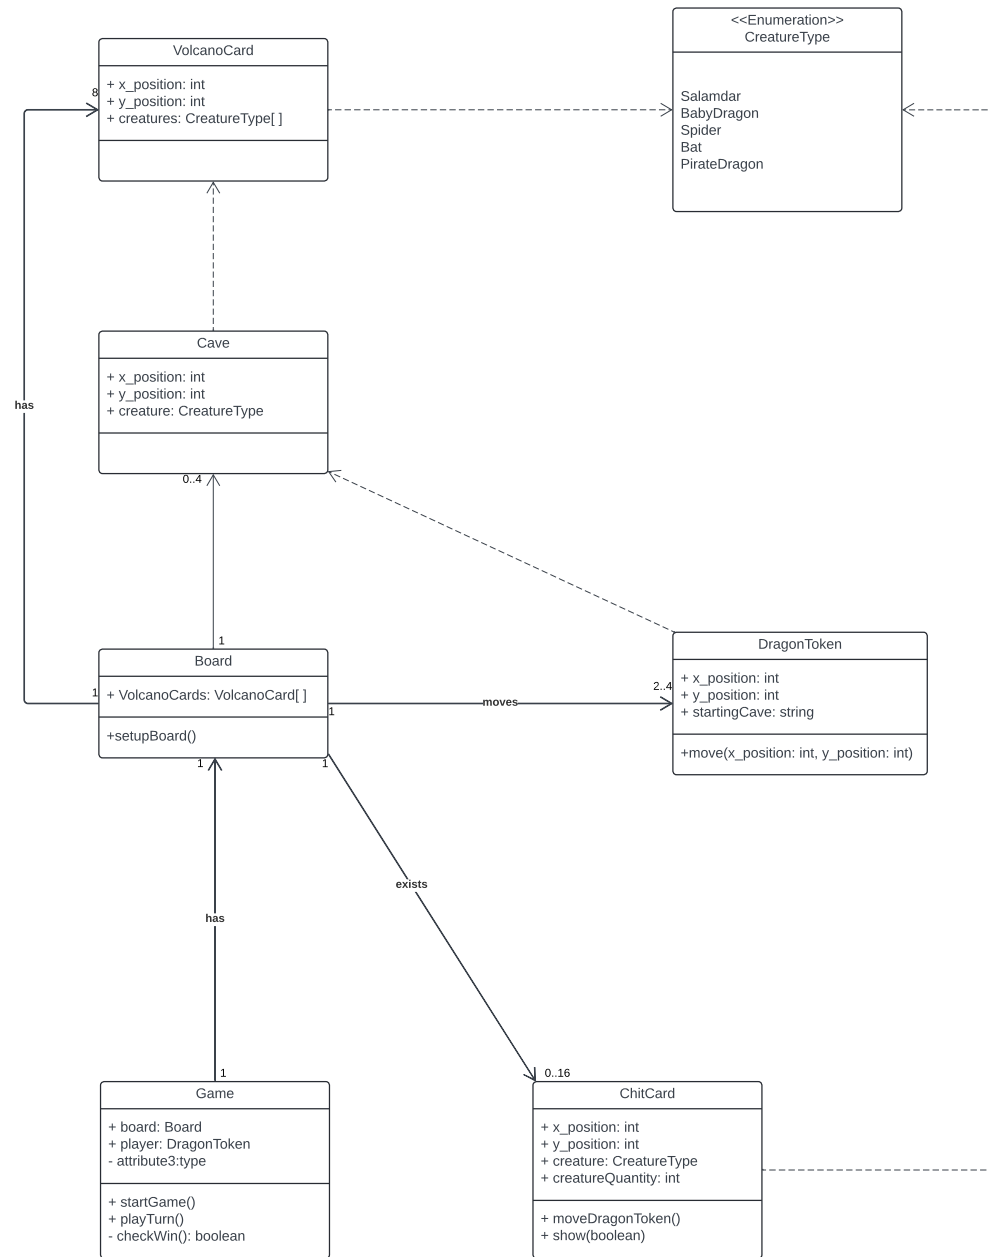 <<Enumeration>>
CreatureType
Salamdar
BabyDragon
Spider
Bat
PirateDragon
VolcanoCard
+ x_position: int
+ y_position: int
+ creatures: CreatureType[ ]
8
has
Cave
+ x_position: int
+ y_position: int
+ creature: CreatureType
0..4
1
Board
+ VolcanoCards: VolcanoCard[ ]
+setupBoard()
1
1
moves
2..4
DragonToken
+ x_position: int
+ y_position: int
+ startingCave: string
+move(x_position: int, y_position: int)
1
1
exists
has
1
0..16
Game
+ board: Board
+ player: DragonToken
- attribute3:type
+ startGame()
+ playTurn()
- checkWin(): boolean
ChitCard
+ x_position: int
+ y_position: int
+ creature: CreatureType
+ creatureQuantity: int
+ moveDragonToken()
+ show(boolean)